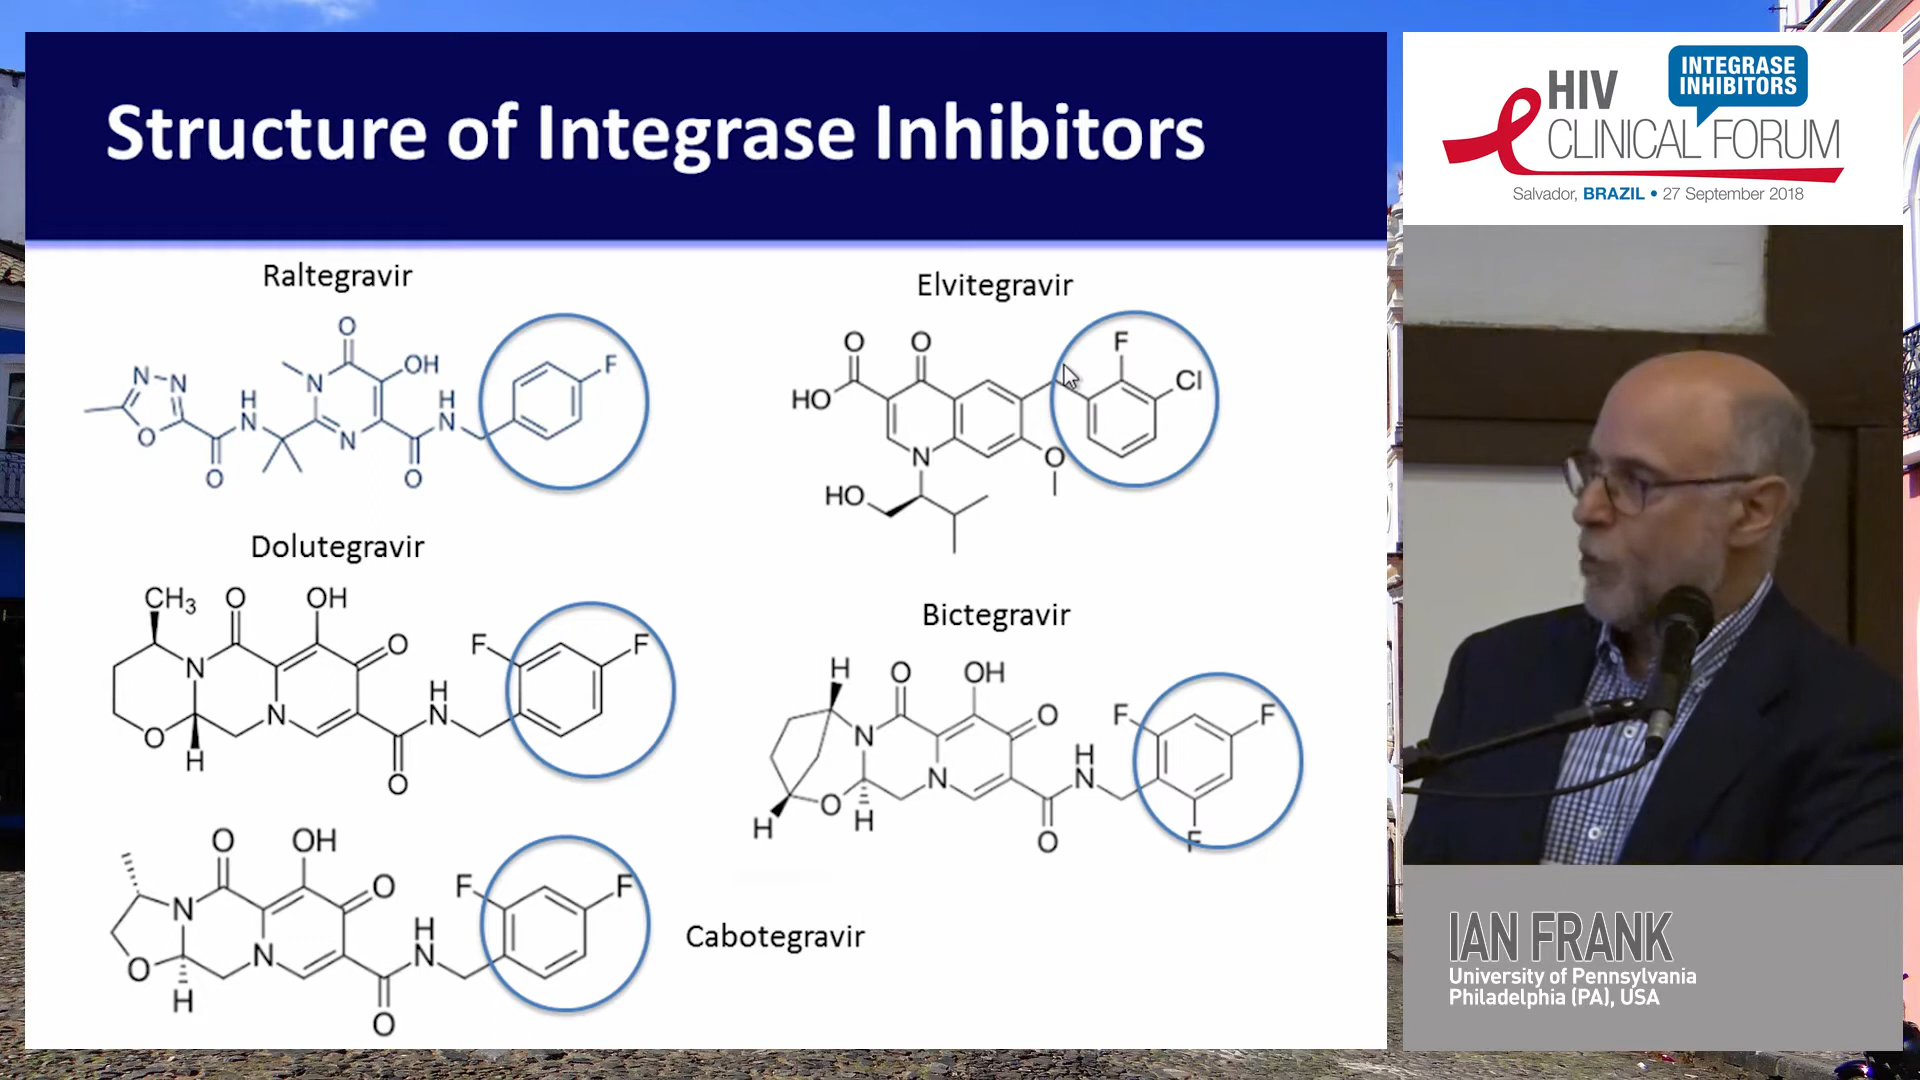 Structure of Integrase Inhibitors
Raltegravir
O
N
N
N
OH
H
N
H
N
F
O
N
O
O
Elvitegravir
O
O
HO
F
Cl
N
O
HO
Dolutegravir
CH3
O
OH
N
O
F
F
H
N
N
O
H
O
Bictegravir
H
O
OH
N
O
F
F
H
N
N
O
H
H
O
F
O
OH
N
O
F
F
H
N
N
O
H
O
Cabotegravir
INTEGRASE
INHIBITORS
HIV
CLINICAL FORUM
Salvador, BRAZIL • 27 September 2018
IAN FRANK
University of Pennsylvania
Philadelphia (PA), USA